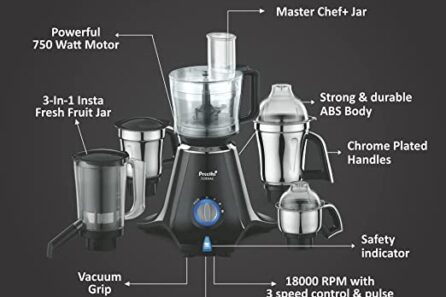 Master Chef+ Jar
Powerful
750 Watt Motor
3-In-1 Insta
Fresh Fruit Jar
Strong & durable
ABS Body
Chrome Plated
Handles
Preethi
Safety
indicator
Vacuum
Grip
18000 RPM with
3 speed control & pulse